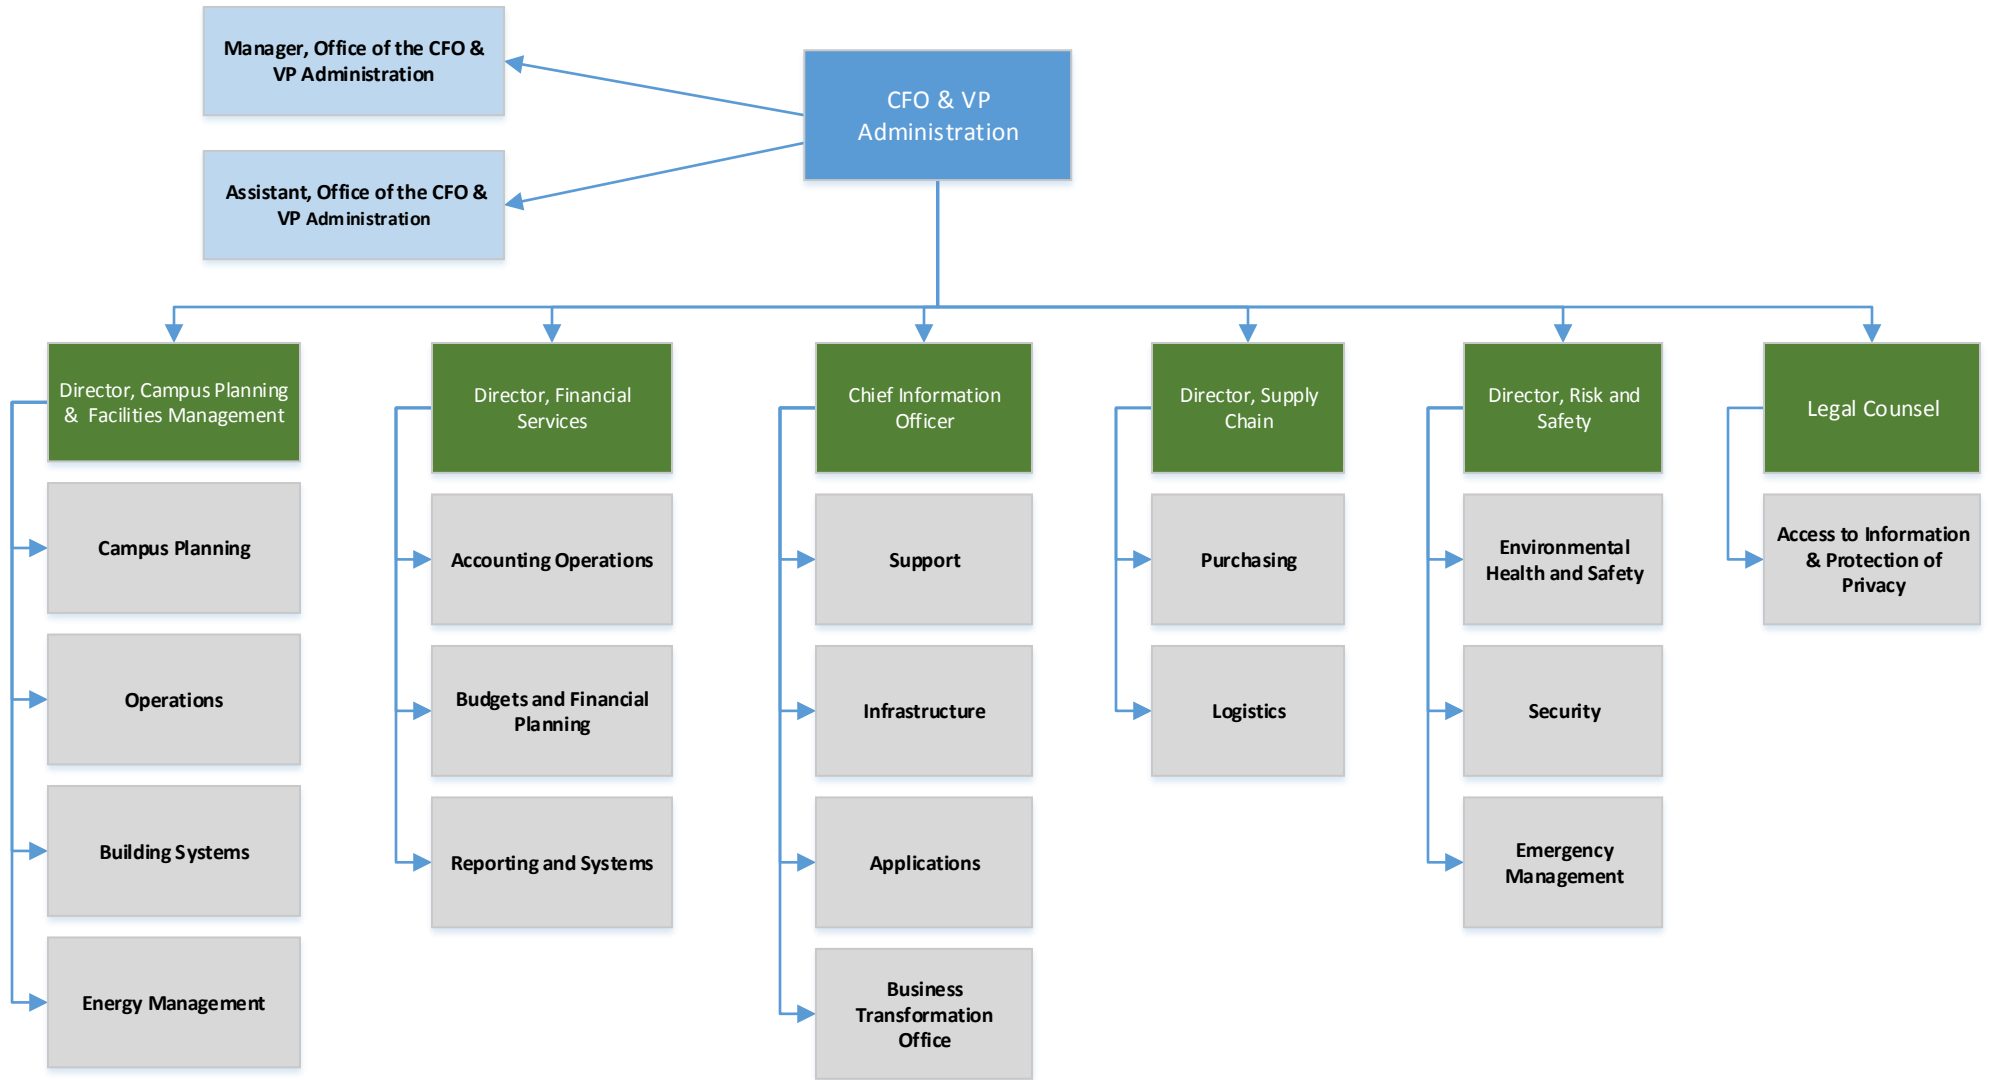 Manager, Office of the CFO &
VP Administration
CFO & VP
Administration
Assistant, Office of the CFO &
VP Administration
Director, Campus Planning
& Facilities Management
Director, Financial
Services
Chief Information
Officer
Director, Supply
Chain
Director, Risk and
Safety
Legal Counsel
Campus Planning
Accounting Operations
Support
Purchasing
Environmental
Health and Safety
Access to Information
& Protection of
Privacy
Operations
Budgets and Financial
Planning
Infrastructure
Logistics
Security
Building Systems
Reporting and Systems
Applications
Emergency
Management
Energy Management
Business
Transformation
Office